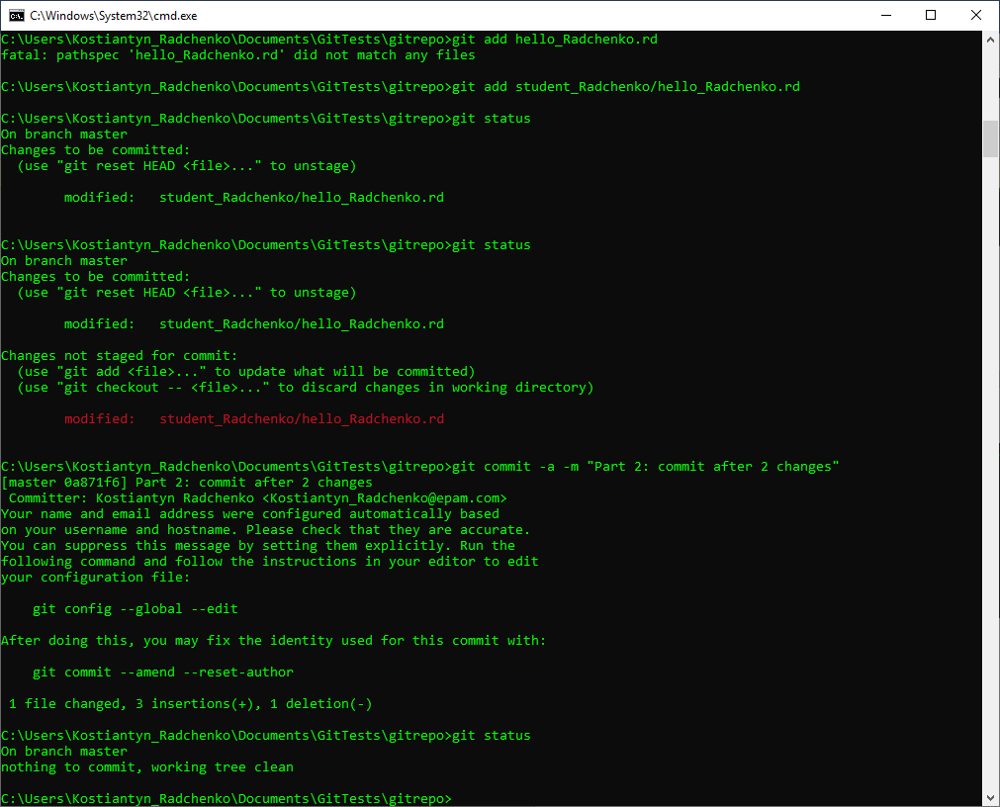 C:\Windows\System32\cmd.exe
C:\Users\Kostiantyn_Radchenko\Documents\GitTests\gitrepo>git add hello_Radchenko.rd
fatal: pathspec 'hello_Radchenko.rd' did not match any files
C:\Users\Kostiantyn_Radchenko\Documents\GitTests\gitrepo>git add student_Radchenko/hello_Radchenko.rd
C:\Users\Kostiantyn_Radchenko\Documents\GitTests\gitrepo>git status
On branch master
Changes to be committed:
  (use "git reset HEAD <file>..." to unstage)
        modified:   student_Radchenko/hello_Radchenko.rd
C:\Users\Kostiantyn_Radchenko\Documents\GitTests\gitrepo>git status
On branch master
Changes to be committed:
  (use "git reset HEAD <file>..." to unstage)
        modified:   student_Radchenko/hello_Radchenko.rd
Changes not staged for commit:
  (use "git add <file>..." to update what will be committed)
  (use "git checkout -- <file>..." to discard changes in working directory)
        modified:   student_Radchenko/hello_Radchenko.rd
C:\Users\Kostiantyn_Radchenko\Documents\GitTests\gitrepo>git commit -a -m "Part 2: commit after 2 changes"
[master 0a871f6] Part 2: commit after 2 changes
 Committer: Kostiantyn Radchenko <Kostiantyn_Radchenko@epam.com>
Your name and email address were configured automatically based
on your username and hostname. Please check that they are accurate.
You can suppress this message by setting them explicitly. Run the
following command and follow the instructions in your editor to edit
your configuration file:
    git config --global --edit
After doing this, you may fix the identity used for this commit with:
    git commit --amend --reset-author
 1 file changed, 3 insertions(+), 1 deletion(-)
C:\Users\Kostiantyn_Radchenko\Documents\GitTests\gitrepo>git status
On branch master
nothing to commit, working tree clean
C:\Users\Kostiantyn_Radchenko\Documents\GitTests\gitrepo>